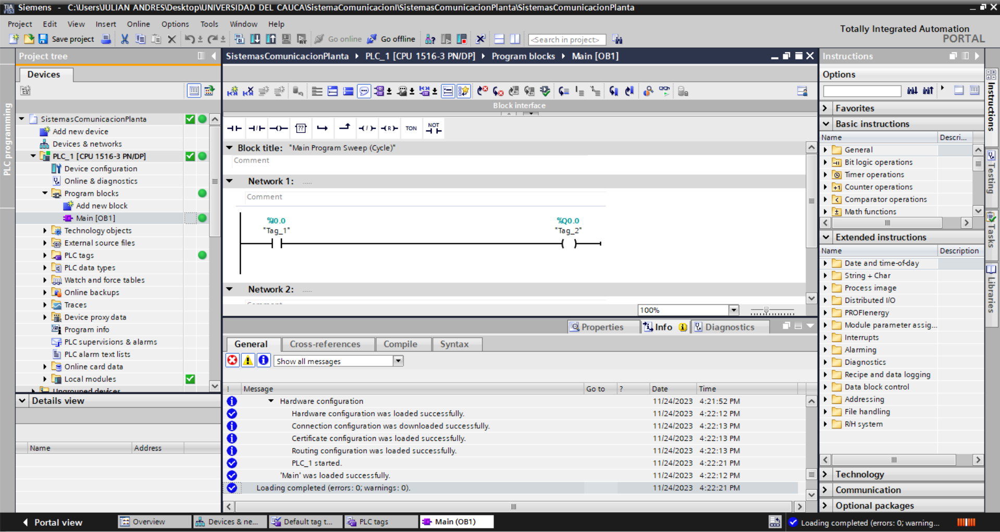 Siemens - C:\Users\JULIAN ANDRES\Desktop\UNIVERSIDAD DEL CAUCA\SistemaComunicacionI\SistemasComunicacionPlanta\SistemasComunicacionPlanta
Project Edit View Insert Online Options Tools Window Help
Totally Integrated Automation
PORTAL
Save project
Go online
Go offline
<Search in project>
Project tree
SistemasComunicacionPlanta PLC_1 [CPU 1516-3 PN/DP] Program blocks Main [OB1]
Instructions
Devices
Options
Block interface
PLC programming
SistemasComunicacionPlanta
Add new device
Devices & networks
PLC_1 [CPU 1516-3 PN/DP]
Device configuration
Online & diagnostics
Program blocks
Add new block
Main [OB1]
Technology objects
External source files
PLC tags
PLC data types
Watch and force tables
Online backups
Traces
Device proxy data
Program info
PLC supervisions & alarms
PLC alarm text lists
Online card data
Local modules
Ungrouped devices
Details view
Name Address
??
TON
NOT
Block title: "Main Program Sweep (Cycle)"
Comment
Network 1: .....
Comment
%I0.0
"Tag_1"
%Q0.0
"Tag_2"
Network 2: .....
Comment
100%
Properties Info Diagnostics
General Cross-references Compile Syntax
Show all messages
! Message Go to ? Date Time
Hardware configuration 11/24/2023 4:21:52 PM
Hardware configuration was loaded successfully. 11/24/2023 4:22:12 PM
Connection configuration was downloaded successfully. 11/24/2023 4:22:13 PM
Certificate configuration was loaded successfully. 11/24/2023 4:22:13 PM
Routing configuration was loaded successfully. 11/24/2023 4:22:13 PM
PLC_1 started. 11/24/2023 4:22:21 PM
'Main' was loaded successfully. 11/24/2023 4:22:12 PM
Loading completed (errors: 0; warnings: 0). 11/24/2023 4:22:21 PM
Favorites
Basic instructions
Name Descri...
General
Bit logic operations
Timer operations
Counter operations
Comparator operations
Math functions
Extended instructions
Name Description
Date and time-of-day
String + Char
Process image
Distributed I/O
PROFIenergy
Module parameter assig...
Interrupts
Alarming
Diagnostics
Recipe and data logging
Data block control
Addressing
File handling
R/H system
Technology
Communication
Optional packages
Instructions
Testing
Tasks
Libraries
Portal view
Overview
Devices & ne...
Default tag t...
PLC tags
Main (OB1)
Loading completed (errors: 0; warning...